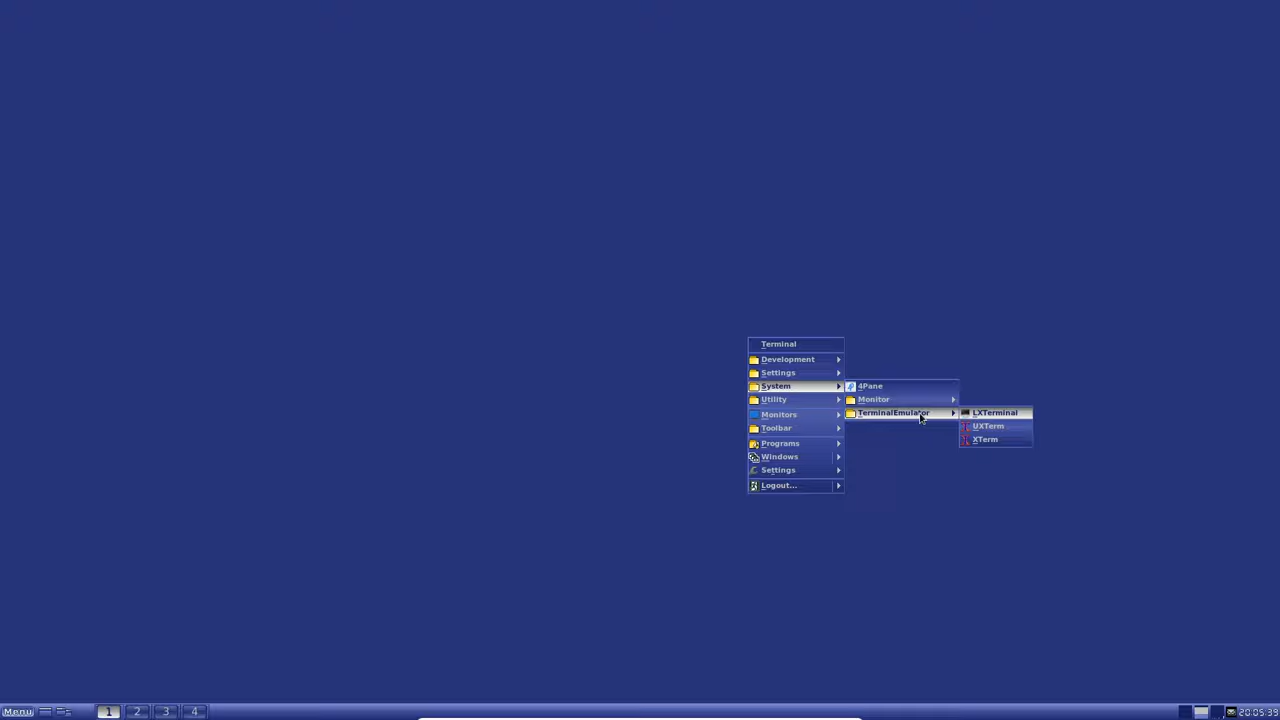 Terminal
Development
Settings
System
Utility
Monitors
Toolbar
Programs
Windows
Settings
Logout...
4Pane
Monitor
TerminalEmulator
LXTerminal
UXTerm
XTerm
Menu 1 2 3 4 20:05:39